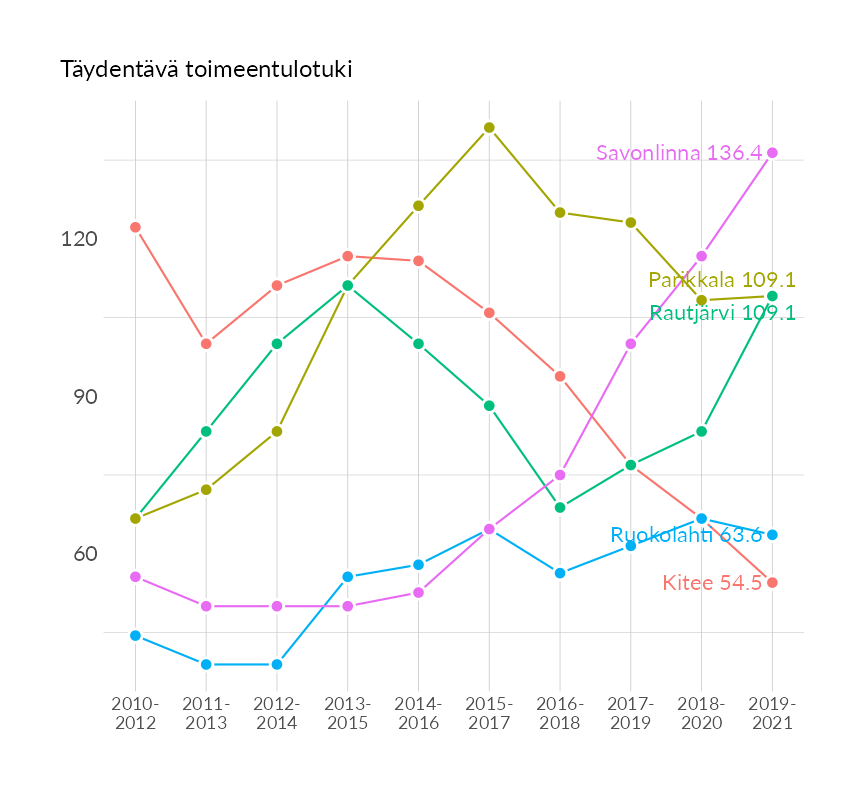 Täydentävä toimeentulotuki
Savonlinna 136.4
120
Parikkala 109.1
Rautjärvi 109.1
90
Ruokolahti 63.6
60
Kitee 54.5
2010- 2011- 2012- 2013- 2014- 2015- 2016- 2017- 2018- 2019-
2012 2013 2014 2015 2016 2017 2018 2019 2020 2021